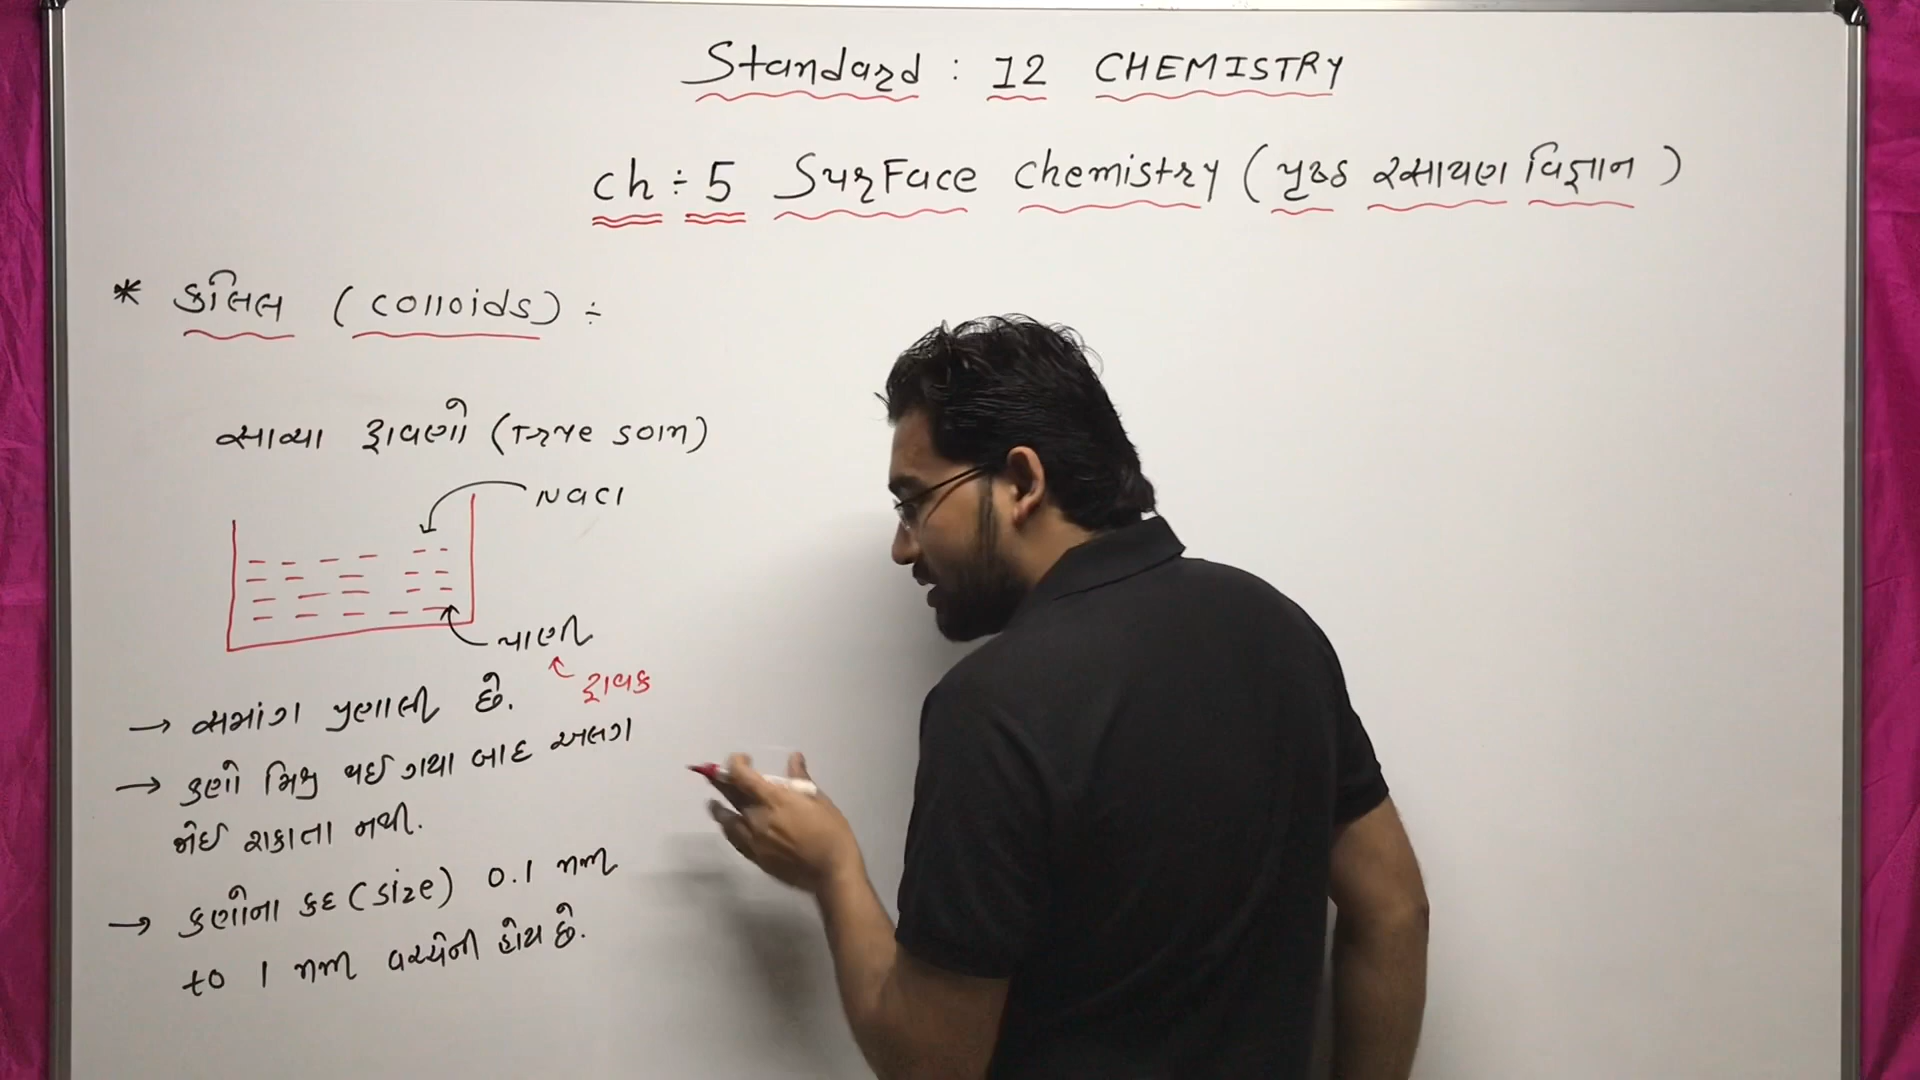 Standard : 12 CHEMISTRY
ch ÷ 5 SurFace chemistry ( પૃષ્ઠ રસાયણ વિજ્ઞાન )
* કલિલ ( colloids ) ÷
સાચા દ્રાવણો (True soln)
NaCl
પાણી
દ્રાવક
→ સમાંગ પ્રણાલી છે.
→ કણો મિશ્ર થઈ ગયા બાદ અલગ
જોઈ શકાતા નથી.
→ કણોના કદ (size) 0.1 nm
to 1 nm વચ્ચેની હોય છે.